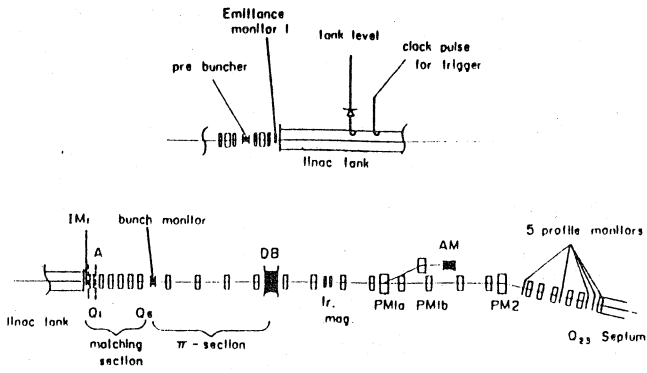 Emittance
monitor 1
tank level
clock pulse
for trigger
pre buncher
linac tank
IM1
bunch monitor
A
DB
AM
5 profile monitors
linac tank
Q1
Q6
tr.
mag.
PM1a
PM1b
PM2
matching
section
π - section
Q23
Septum